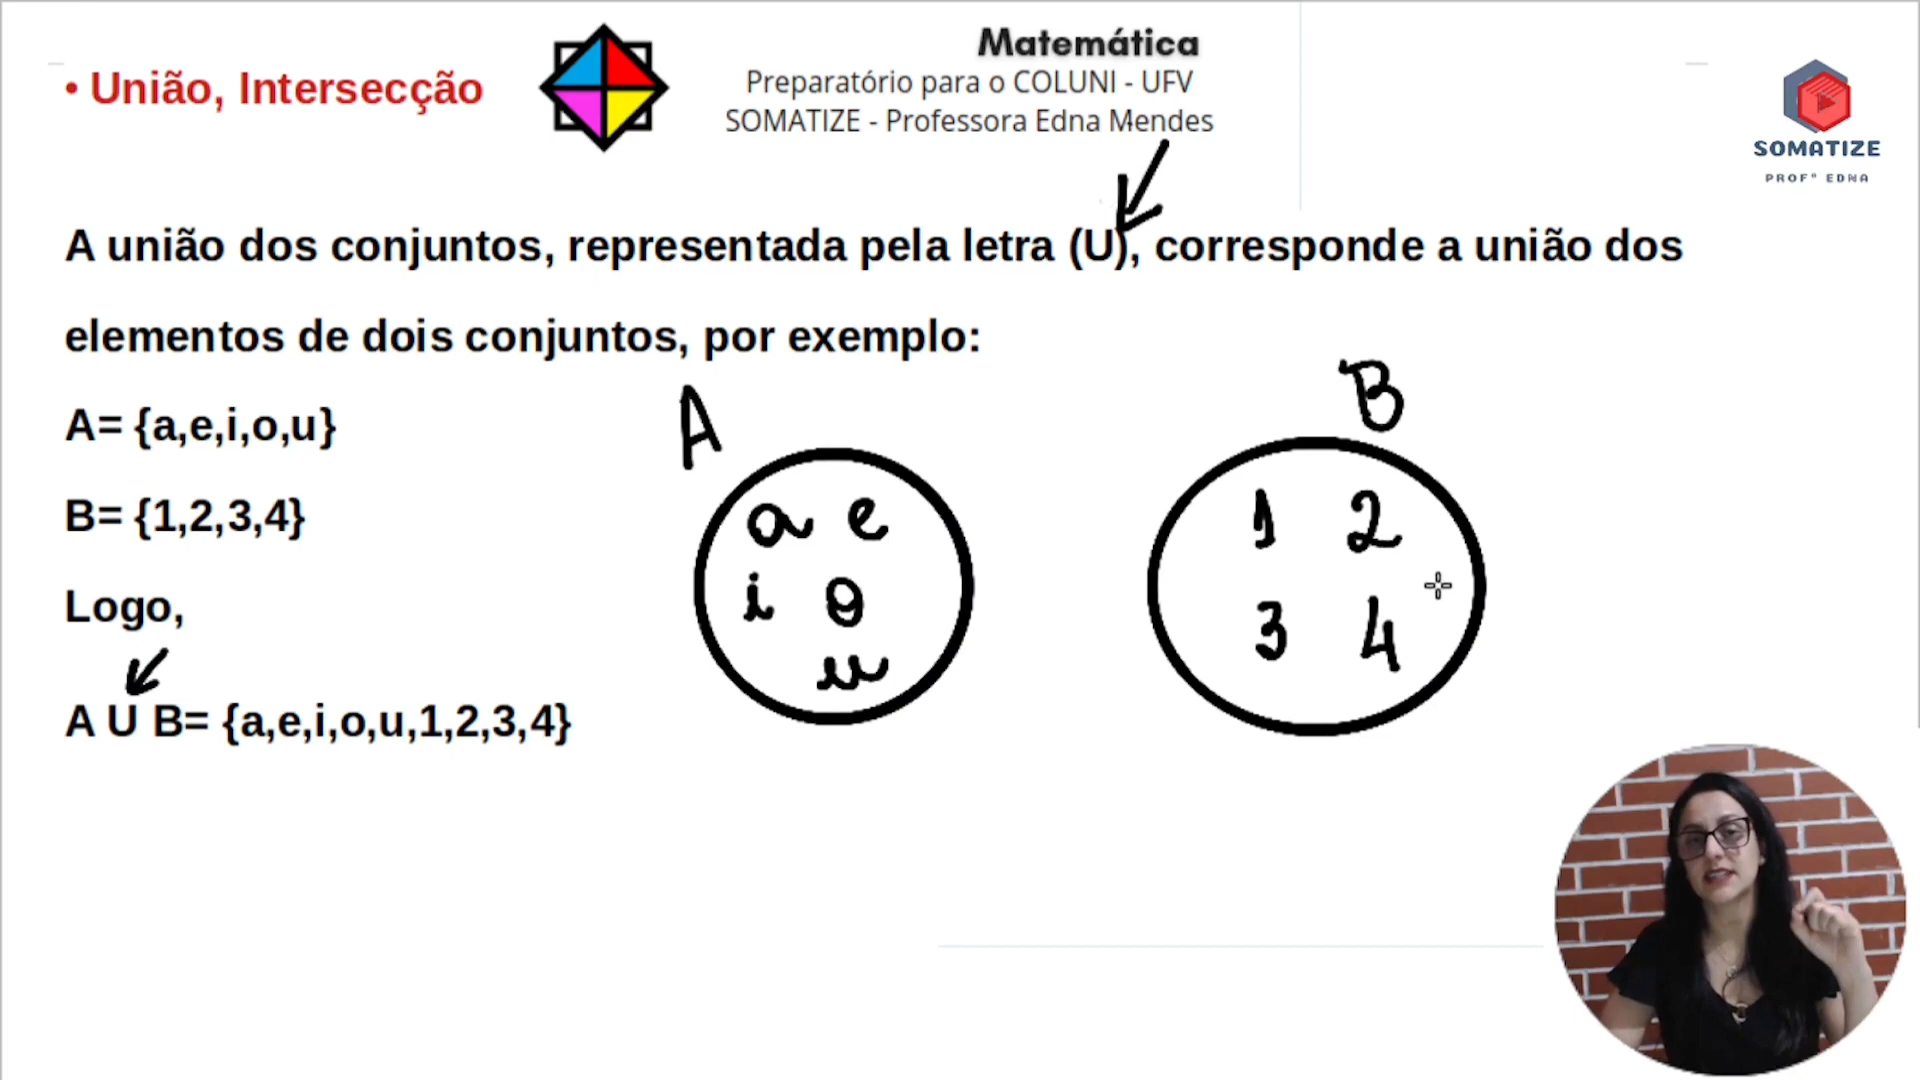 • União, Intersecção
Matemática
Preparatório para o COLUNI - UFV
SOMATIZE - Professora Edna Mendes
SOMATIZE
PROFª EDNA
A união dos conjuntos, representada pela letra (U), corresponde a união dos
elementos de dois conjuntos, por exemplo:
A= {a,e,i,o,u}
B= {1,2,3,4}
Logo,
A U B= {a,e,i,o,u,1,2,3,4}
A
a e
i o
u
B
1 2
3 4